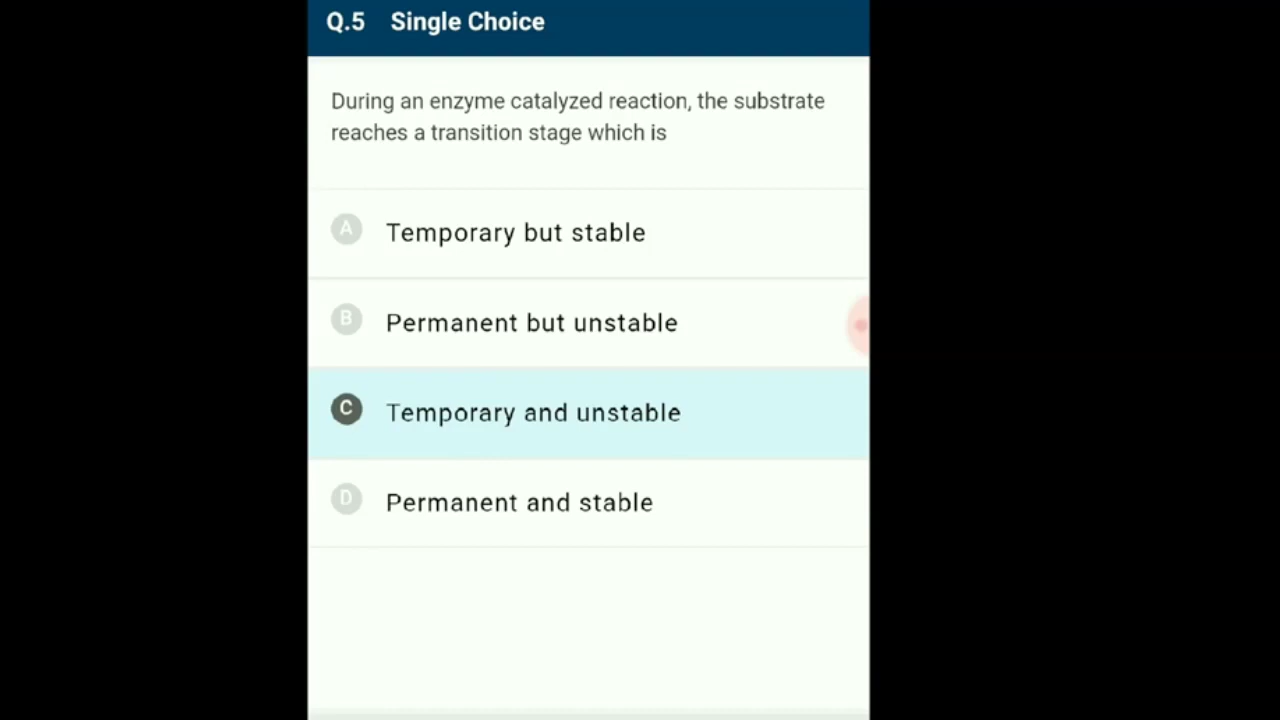 Q.5 Single Choice
During an enzyme catalyzed reaction, the substrate
reaches a transition stage which is
A Temporary but stable
B Permanent but unstable
C Temporary and unstable
D Permanent and stable